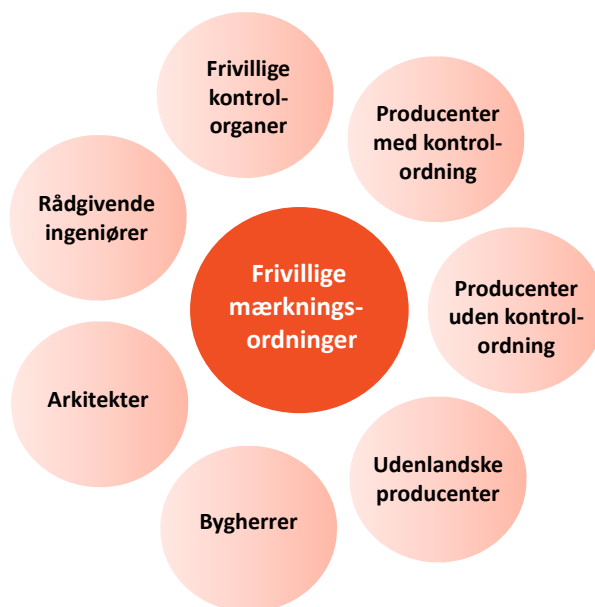 Frivillige
kontrol-
organer
Producenter
med kontrol-
ordning
Rådgivende
ingeniører
Frivillige
mærknings-
ordninger
Producenter
uden kontrol-
ordning
Arkitekter
Udenlandske
producenter
Bygherrer